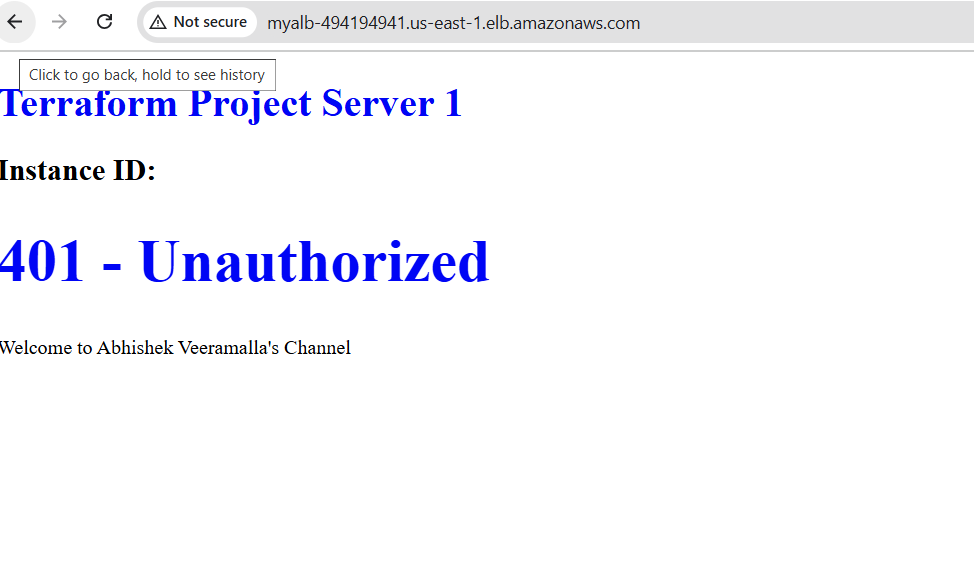 Not secure
myalb-494194941.us-east-1.elb.amazonaws.com
Click to go back, hold to see history
Terraform Project Server 1
Instance ID:
401 - Unauthorized
Welcome to Abhishek Veeramalla's Channel